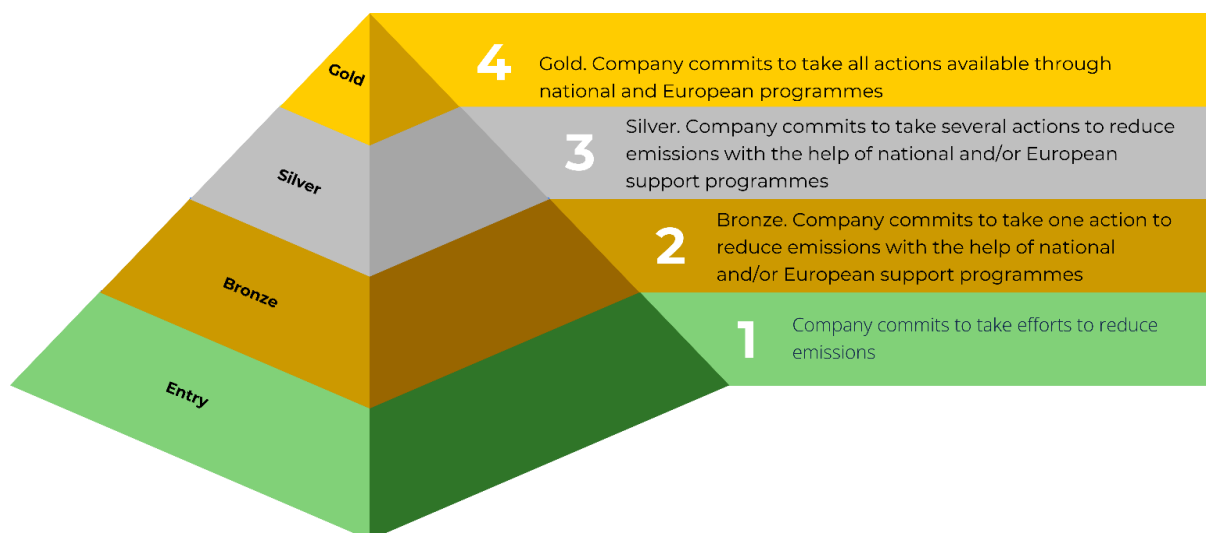 Gold
4
Gold. Company commits to take all actions available through
national and European programmes
Silver
3
Silver. Company commits to take several actions to reduce
emissions with the help of national and/or European
support programmes
Bronze
2
Bronze. Company commits to take one action to
reduce emissions with the help of national
and/or European support programmes
Entry
1
Company commits to take efforts to reduce
emissions